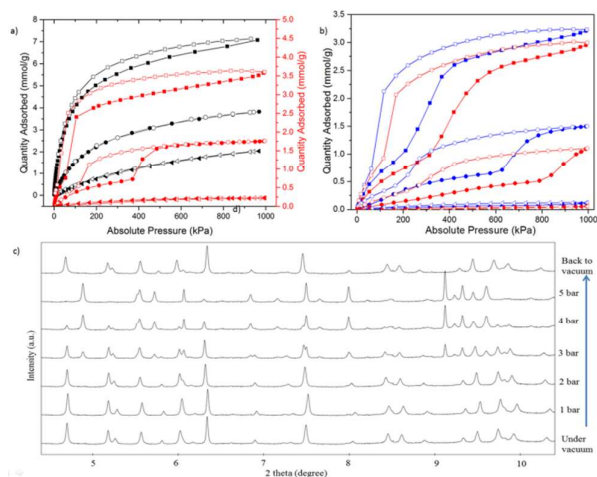 a)
b)
Quantity Adsorbed (mmol/g)
8
7
6
5
4
3
2
1
0
5.0
4.5
4.0
3.5
3.0
2.5
2.0
1.5
1.0
0.5
0.0
Quantity Adsorbed (mmol/g)
0 200 400 600 800 1000
d)
Absolute Pressure (kPa)
Quantity Adsorbed (mmol/g)
3.5
3.0
2.5
2.0
1.5
1.0
0.5
0.0
0 200 400 600 800 1000
Absolute Pressure (kPa)
c)
Intensity (a.u.)
Back to
vacuum
5 bar
4 bar
3 bar
2 bar
1 bar
Under
vacuum
5 6 7 8 9 10
2 theta (degree)